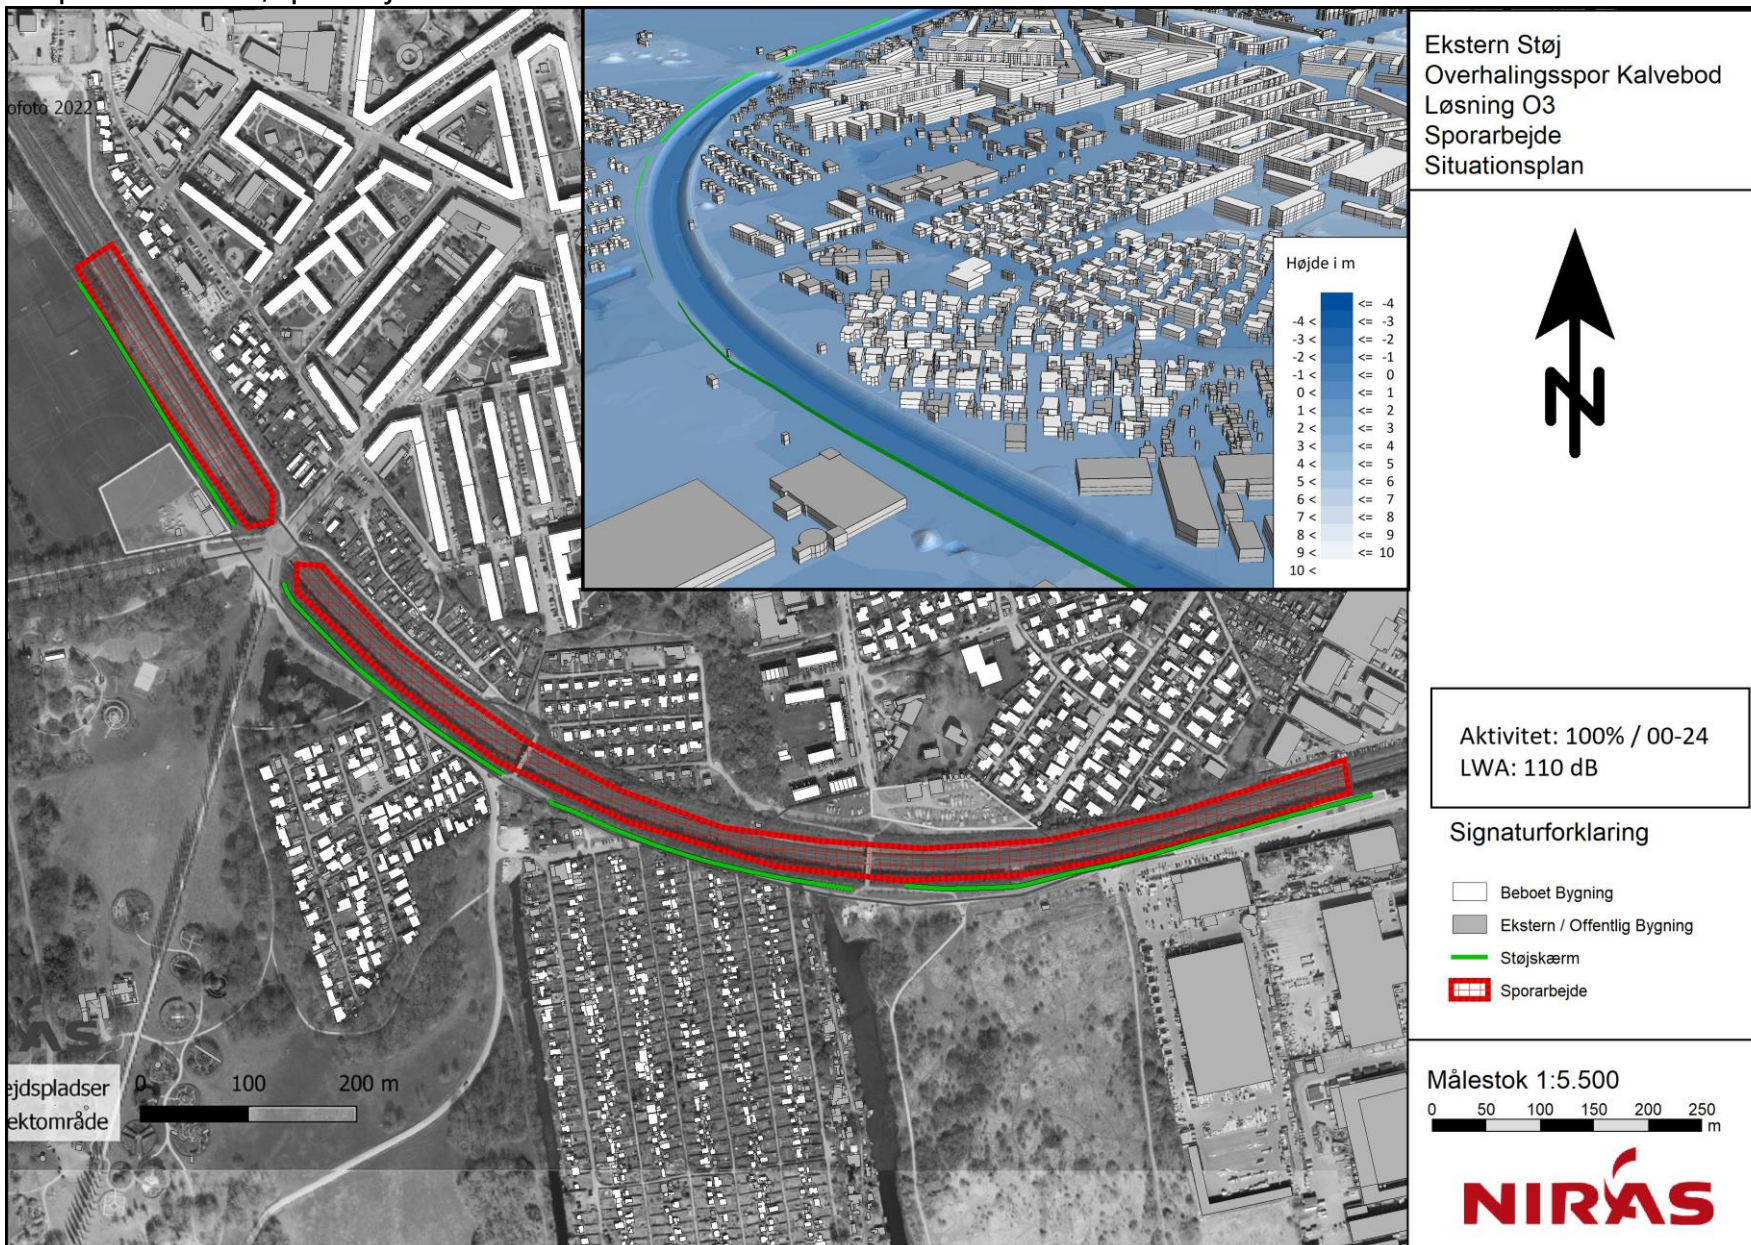 Ekstern Støj
Overhalingsspor Kalvebod
Løsning O3
Sporarbejde
Situationsplan
ofoto 2022
Højde i m
<= -4
-4 < <= -3
-3 < <= -2
-2 < <= -1
-1 < <= 0
0 < <= 1
1 < <= 2
2 < <= 3
3 < <= 4
4 < <= 5
5 < <= 6
6 < <= 7
7 < <= 8
8 < <= 9
9 < <= 10
10 <
N
Aktivitet: 100% / 00-24
LWA: 110 dB
Signaturforklaring
Beboet Bygning
Ekstern / Offentlig Bygning
Støjskærm
Sporarbejde
AS
ejdspladser
ektområde
0 100 200 m
Målestok 1:5.500
0 50 100 150 200 250
m
NIRAS